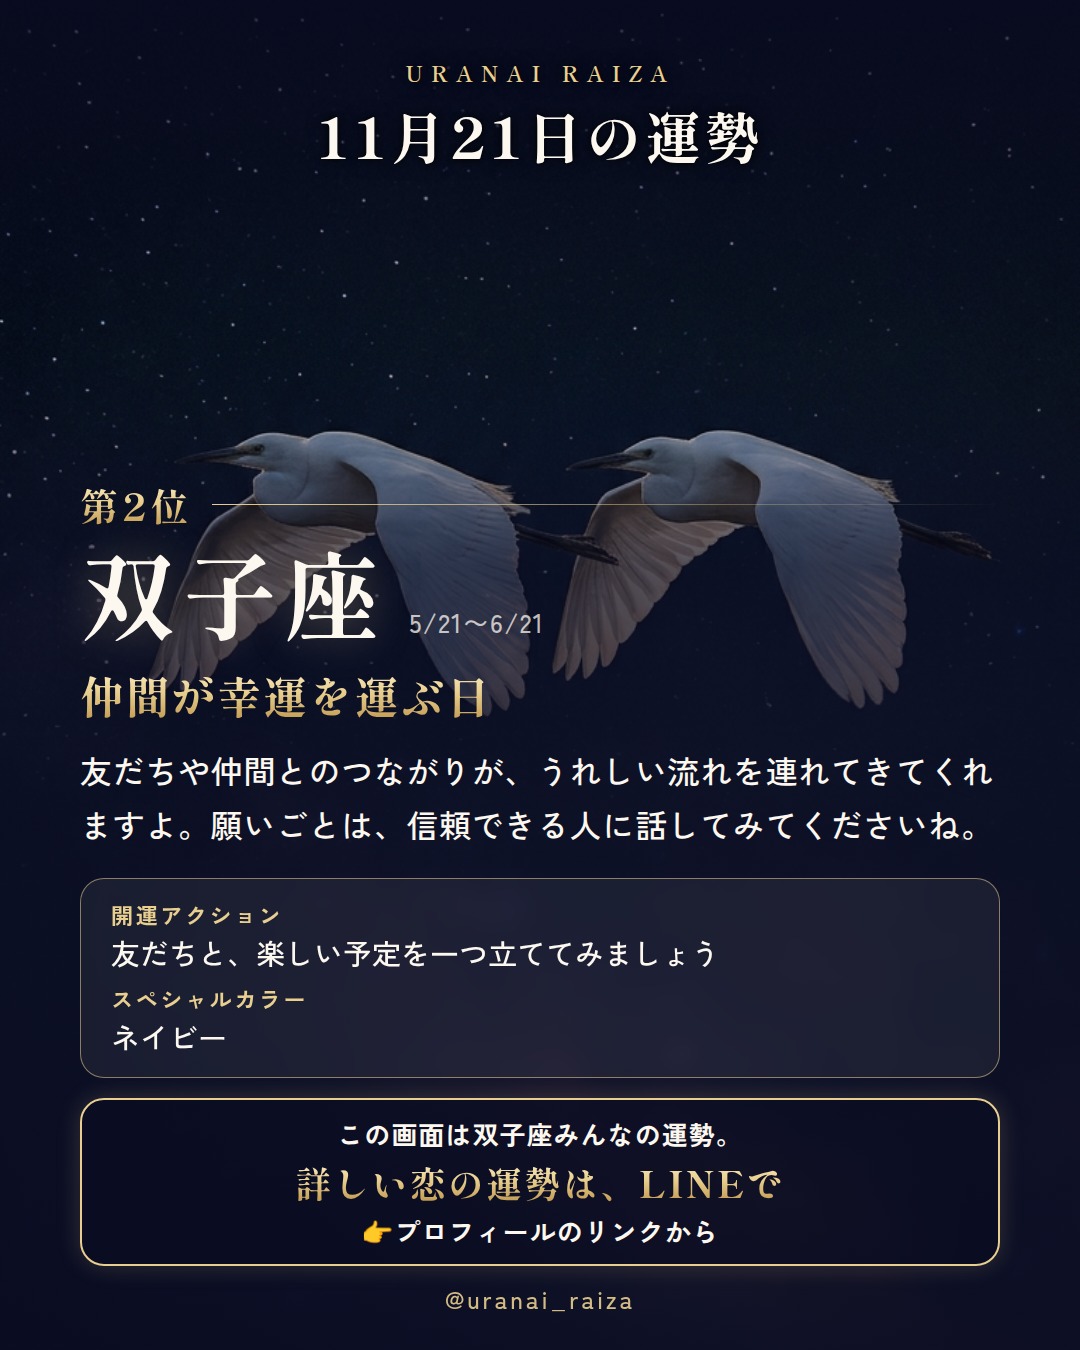 URANAI RAIZA
11月21日の運勢
第2位
双子座 5/21〜6/21
仲間が幸運を運ぶ日
友だちや仲間とのつながりが、うれしい流れを連れてきてくれ
ますよ。願いごとは、信頼できる人に話してみてくださいね。
開運アクション
友だちと、楽しい予定を一つ立ててみましょう
スペシャルカラー
ネイビー
この画面は双子座みんなの運勢。
詳しい恋の運勢は、LINEで
👉プロフィールのリンクから
@uranai_raiza